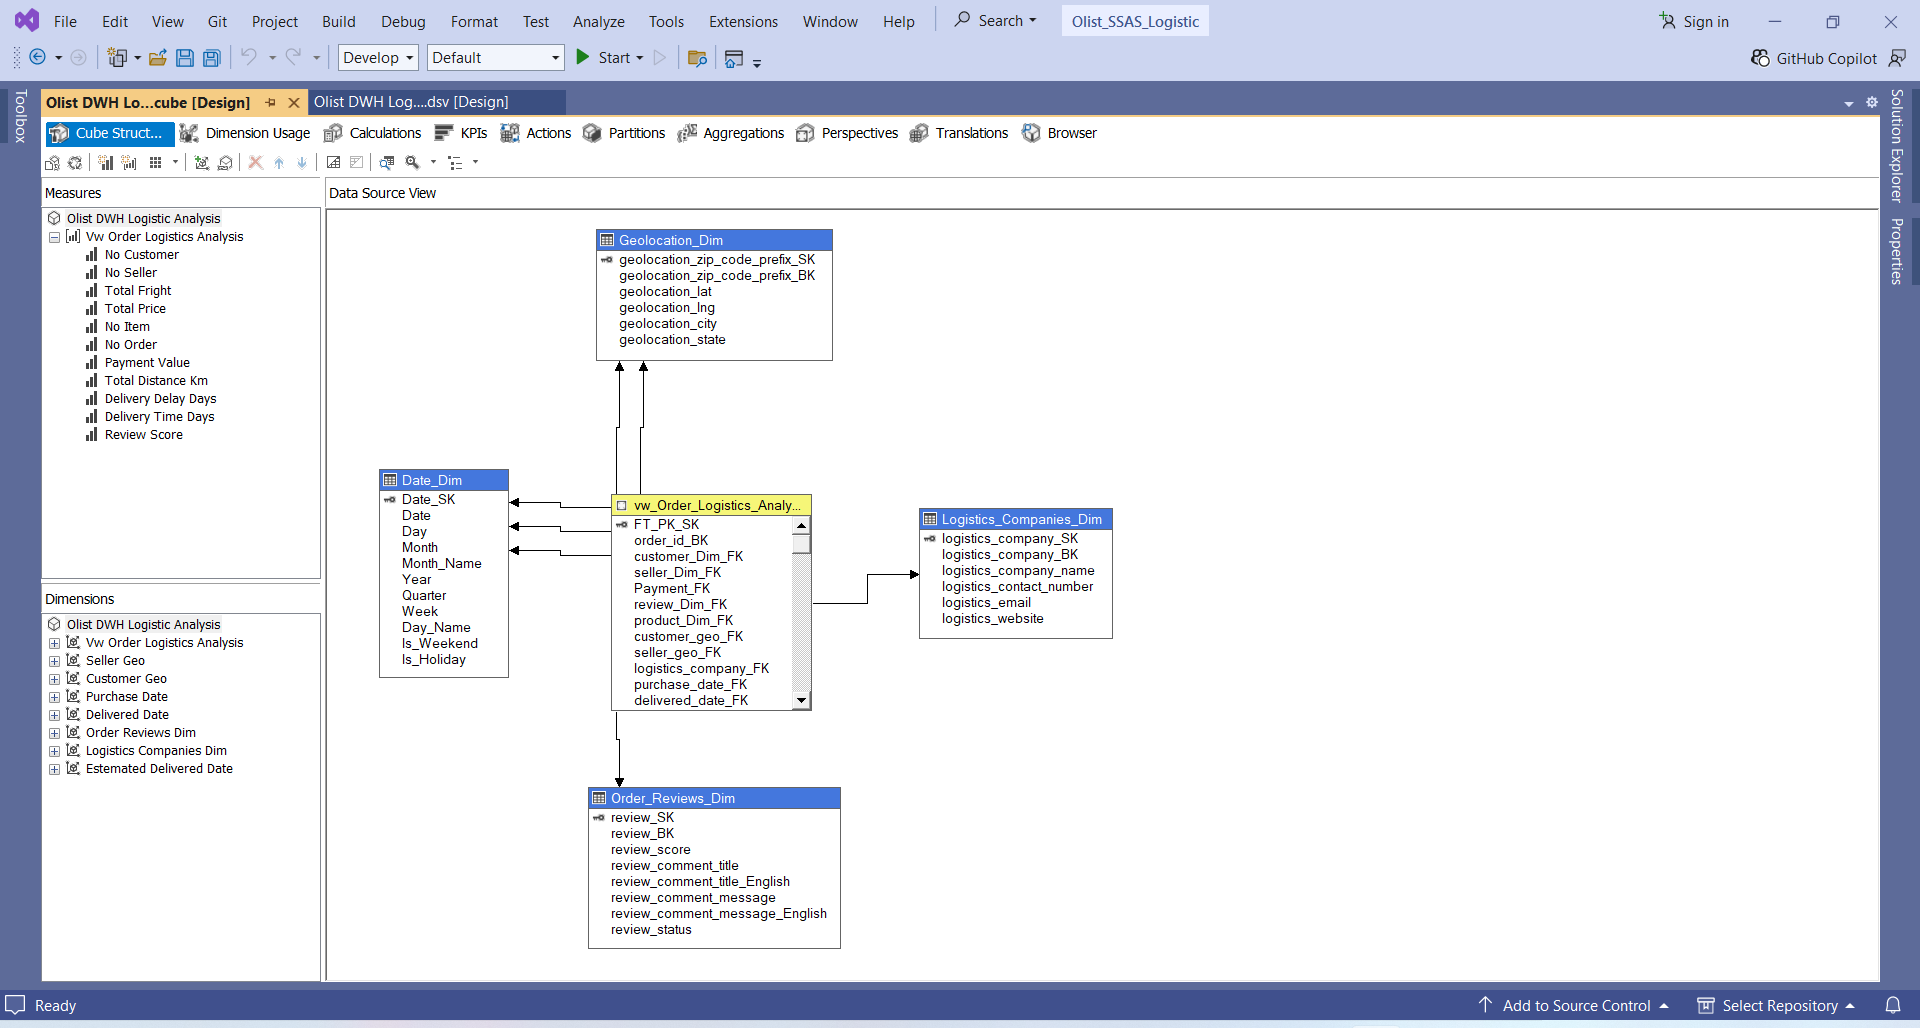 File Edit View Git Project Build Debug Format Test Analyze Tools Extensions Window Help Search Olist_SSAS_Logistic Sign in
Develop Default Start GitHub Copilot
Toolbox
Olist DWH Lo...cube [Design] Olist DWH Log....dsv [Design]
Cube Struct... Dimension Usage Calculations KPIs Actions Partitions Aggregations Perspectives Translations Browser
Measures
Olist DWH Logistic Analysis
Vw Order Logistics Analysis
No Customer
No Seller
Total Fright
Total Price
No Item
No Order
Payment Value
Total Distance Km
Delivery Delay Days
Delivery Time Days
Review Score
Dimensions
Olist DWH Logistic Analysis
Vw Order Logistics Analysis
Seller Geo
Customer Geo
Purchase Date
Delivered Date
Order Reviews Dim
Logistics Companies Dim
Estemated Delivered Date
Data Source View
Geolocation_Dim
geolocation_zip_code_prefix_SK
geolocation_zip_code_prefix_BK
geolocation_lat
geolocation_lng
geolocation_city
geolocation_state
Date_Dim
Date_SK
Date
Day
Month
Month_Name
Year
Quarter
Week
Day_Name
Is_Weekend
Is_Holiday
vw_Order_Logistics_Analy...
FT_PK_SK
order_id_BK
customer_Dim_FK
seller_Dim_FK
Payment_FK
review_Dim_FK
product_Dim_FK
customer_geo_FK
seller_geo_FK
logistics_company_FK
purchase_date_FK
delivered_date_FK
Logistics_Companies_Dim
logistics_company_SK
logistics_company_BK
logistics_company_name
logistics_contact_number
logistics_email
logistics_website
Order_Reviews_Dim
review_SK
review_BK
review_score
review_comment_title
review_comment_title_English
review_comment_message
review_comment_message_English
review_status
Solution Explorer
Properties
Ready Add to Source Control Select Repository